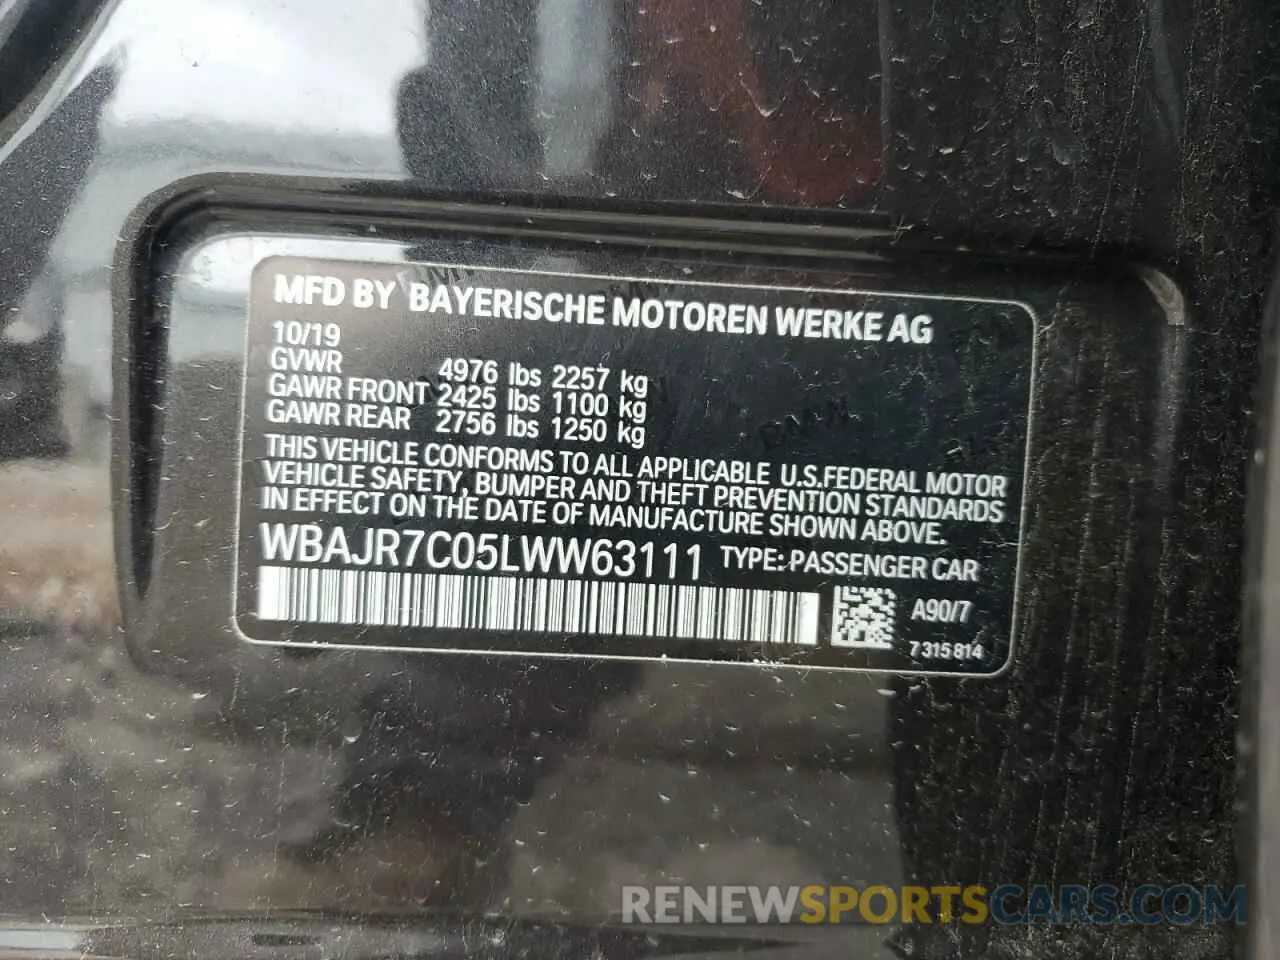 MFD BY BAYERISCHE MOTOREN WERKE AG
10/19
GVWR 4976 lbs 2257 kg
GAWR FRONT 2425 lbs 1100 kg
GAWR REAR 2756 lbs 1250 kg
THIS VEHICLE CONFORMS TO ALL APPLICABLE U.S.FEDERAL MOTOR
VEHICLE SAFETY, BUMPER AND THEFT PREVENTION STANDARDS
IN EFFECT ON THE DATE OF MANUFACTURE SHOWN ABOVE.
WBAJR7C05LWW63111 TYPE: PASSENGER CAR
A90/7
7 315 814
RENEWSPORTSCARS.COM